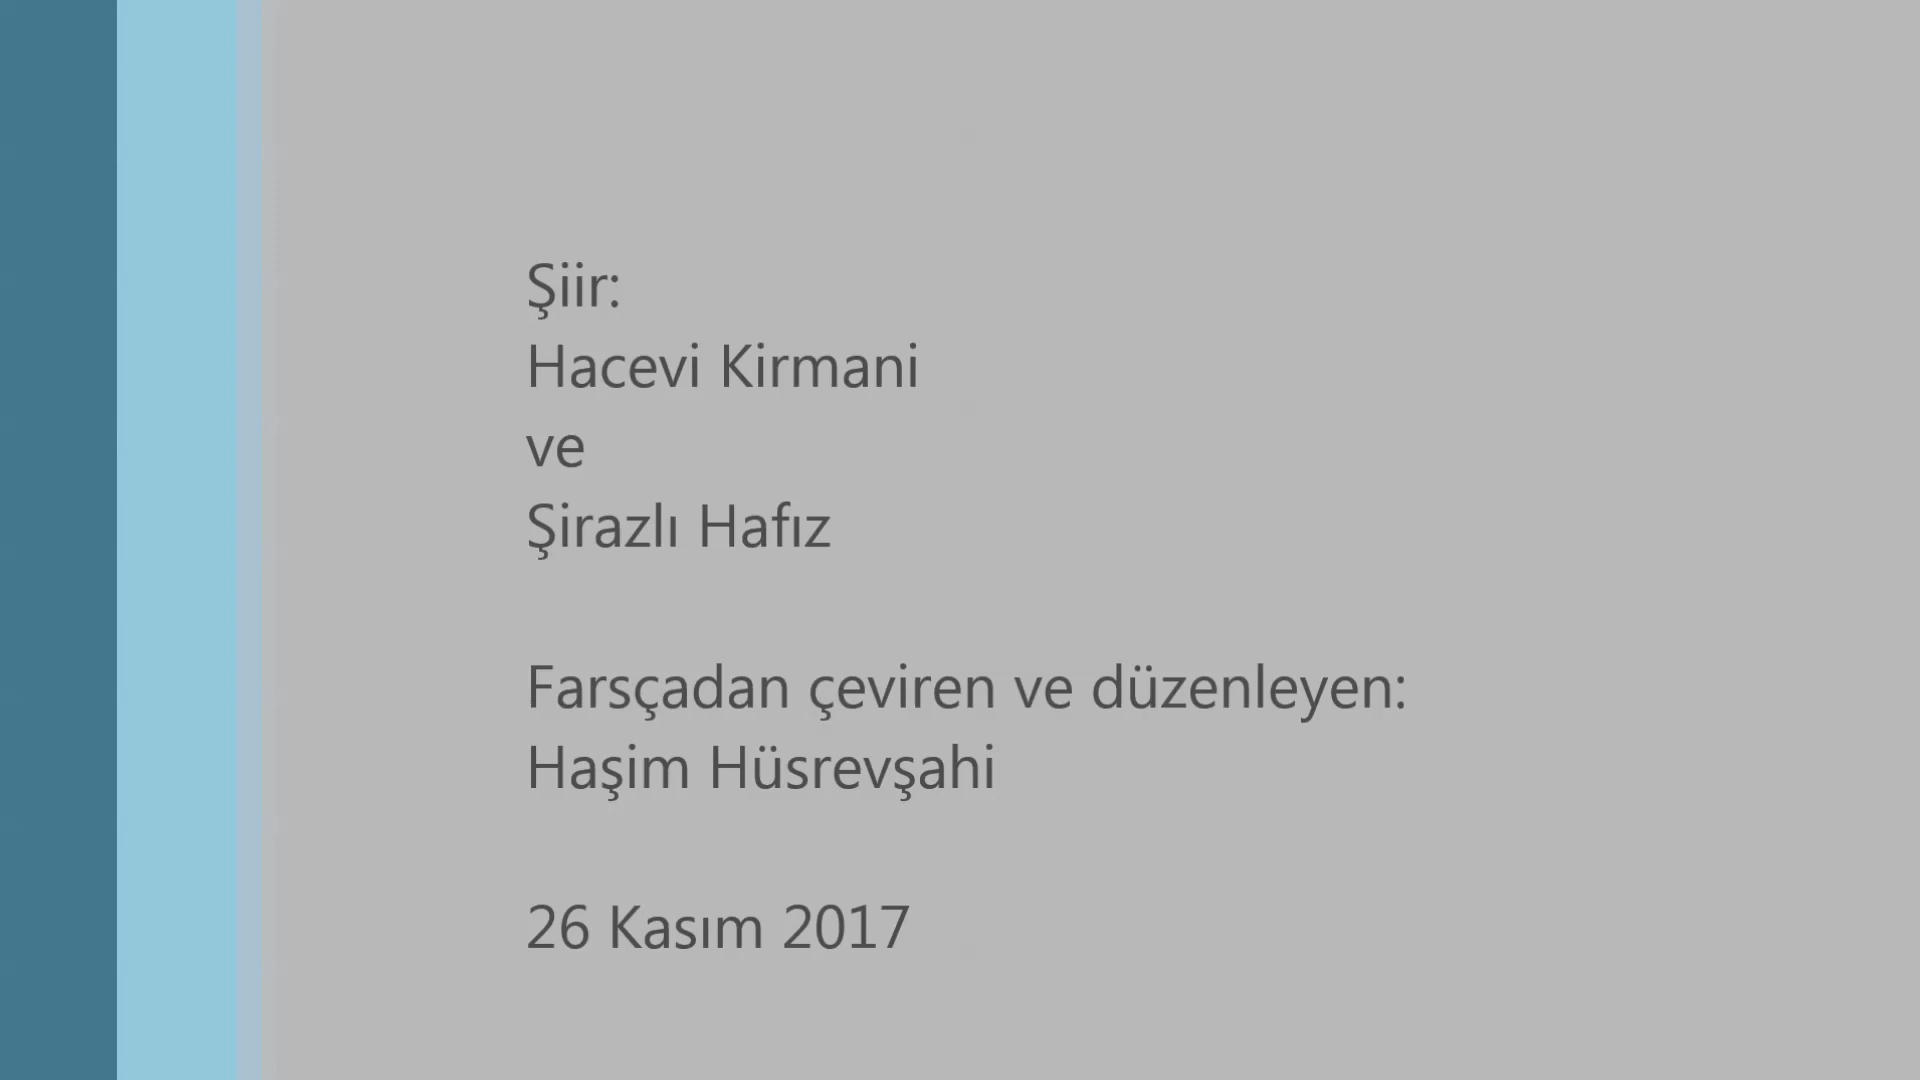 Şiir:
Hacevi Kirmani
ve
Şirazlı Hafız
Farsçadan çeviren ve düzenleyen:
Haşim Hüsrevşahi
26 Kasım 2017